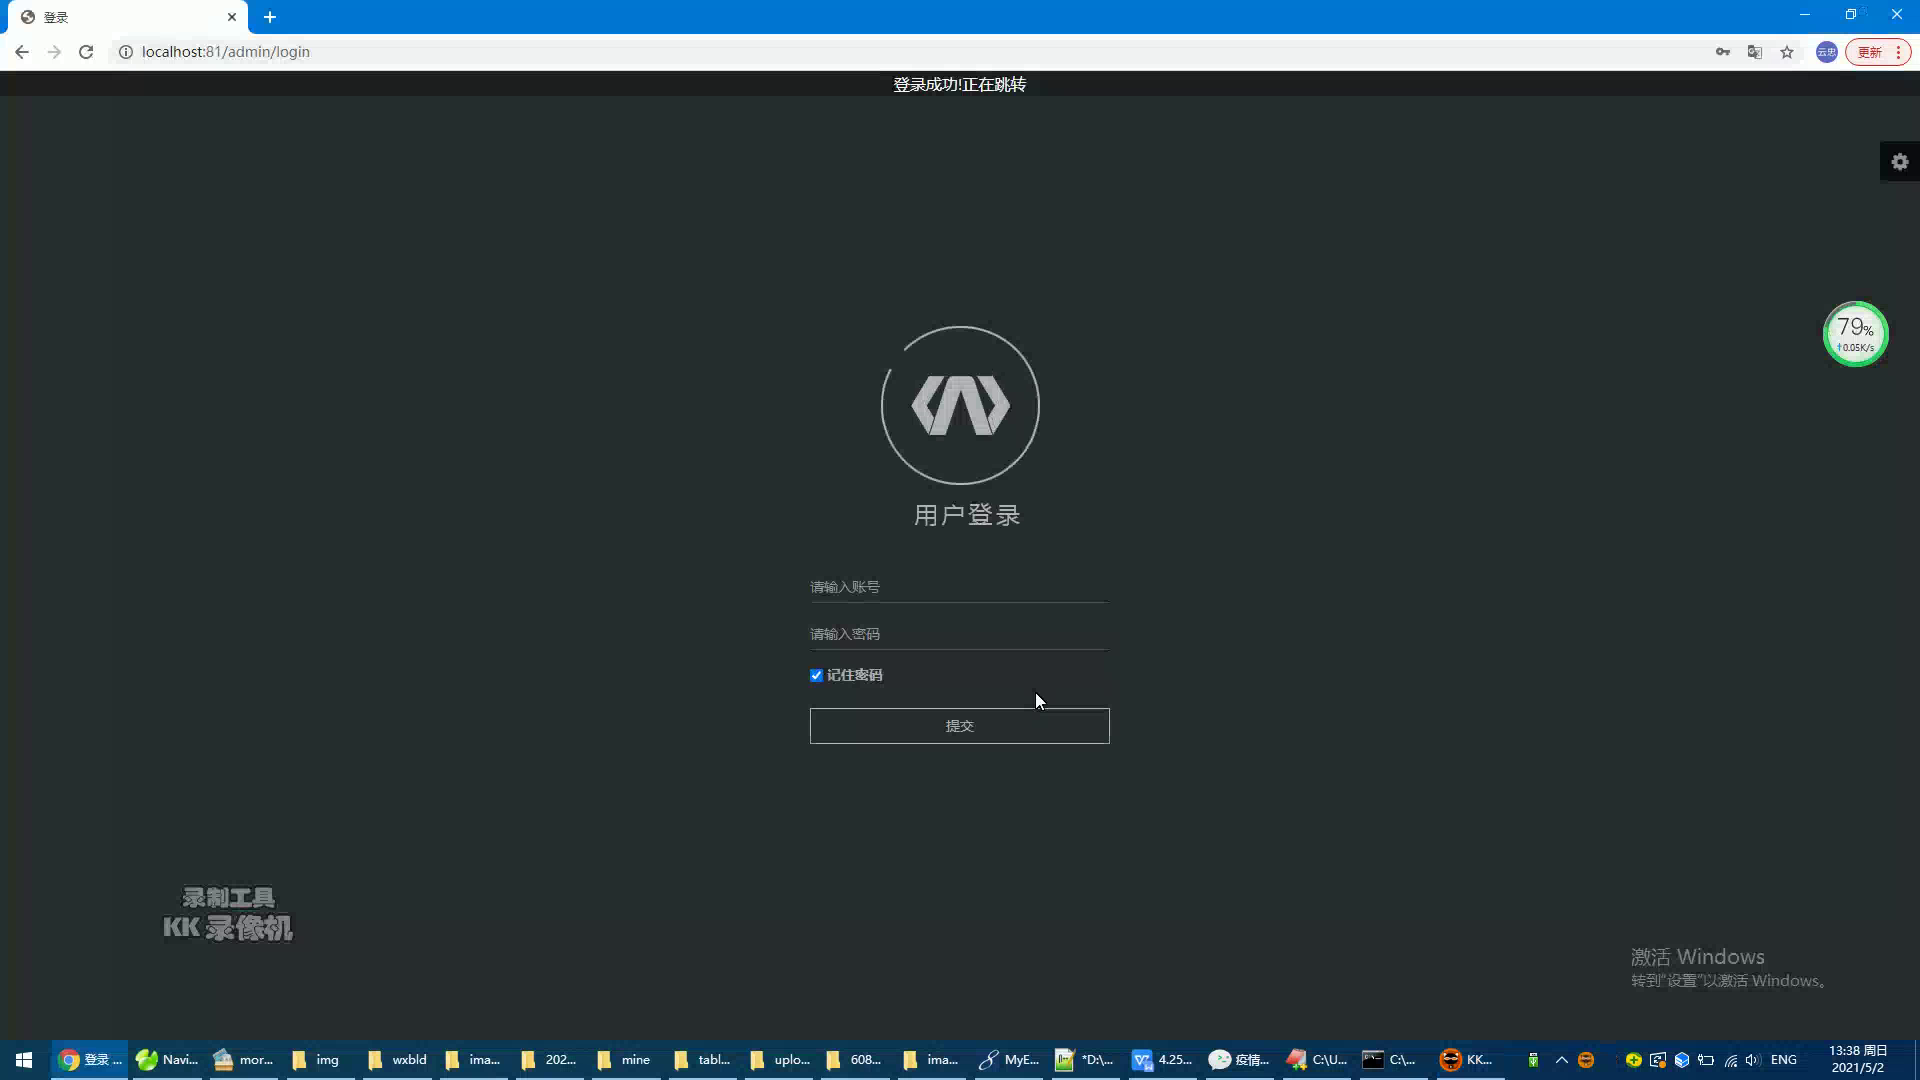 登录
localhost:81/admin/login
云忠
更新
登录成功!正在跳转
79%
↑0.05K/s
用户登录
请输入账号
请输入密码
记住密码
提交
录制工具
KK 录像机
激活 Windows
转到"设置"以激活 Windows。
登录 ...
Navi...
mor...
img
wxbld
ima...
202...
mine
tabl...
uplo...
608...
ima...
MyE...
*D:\...
4.25...
疫情...
C:\U...
C:\...
KK...
ENG
13:38 周日
2021/5/2